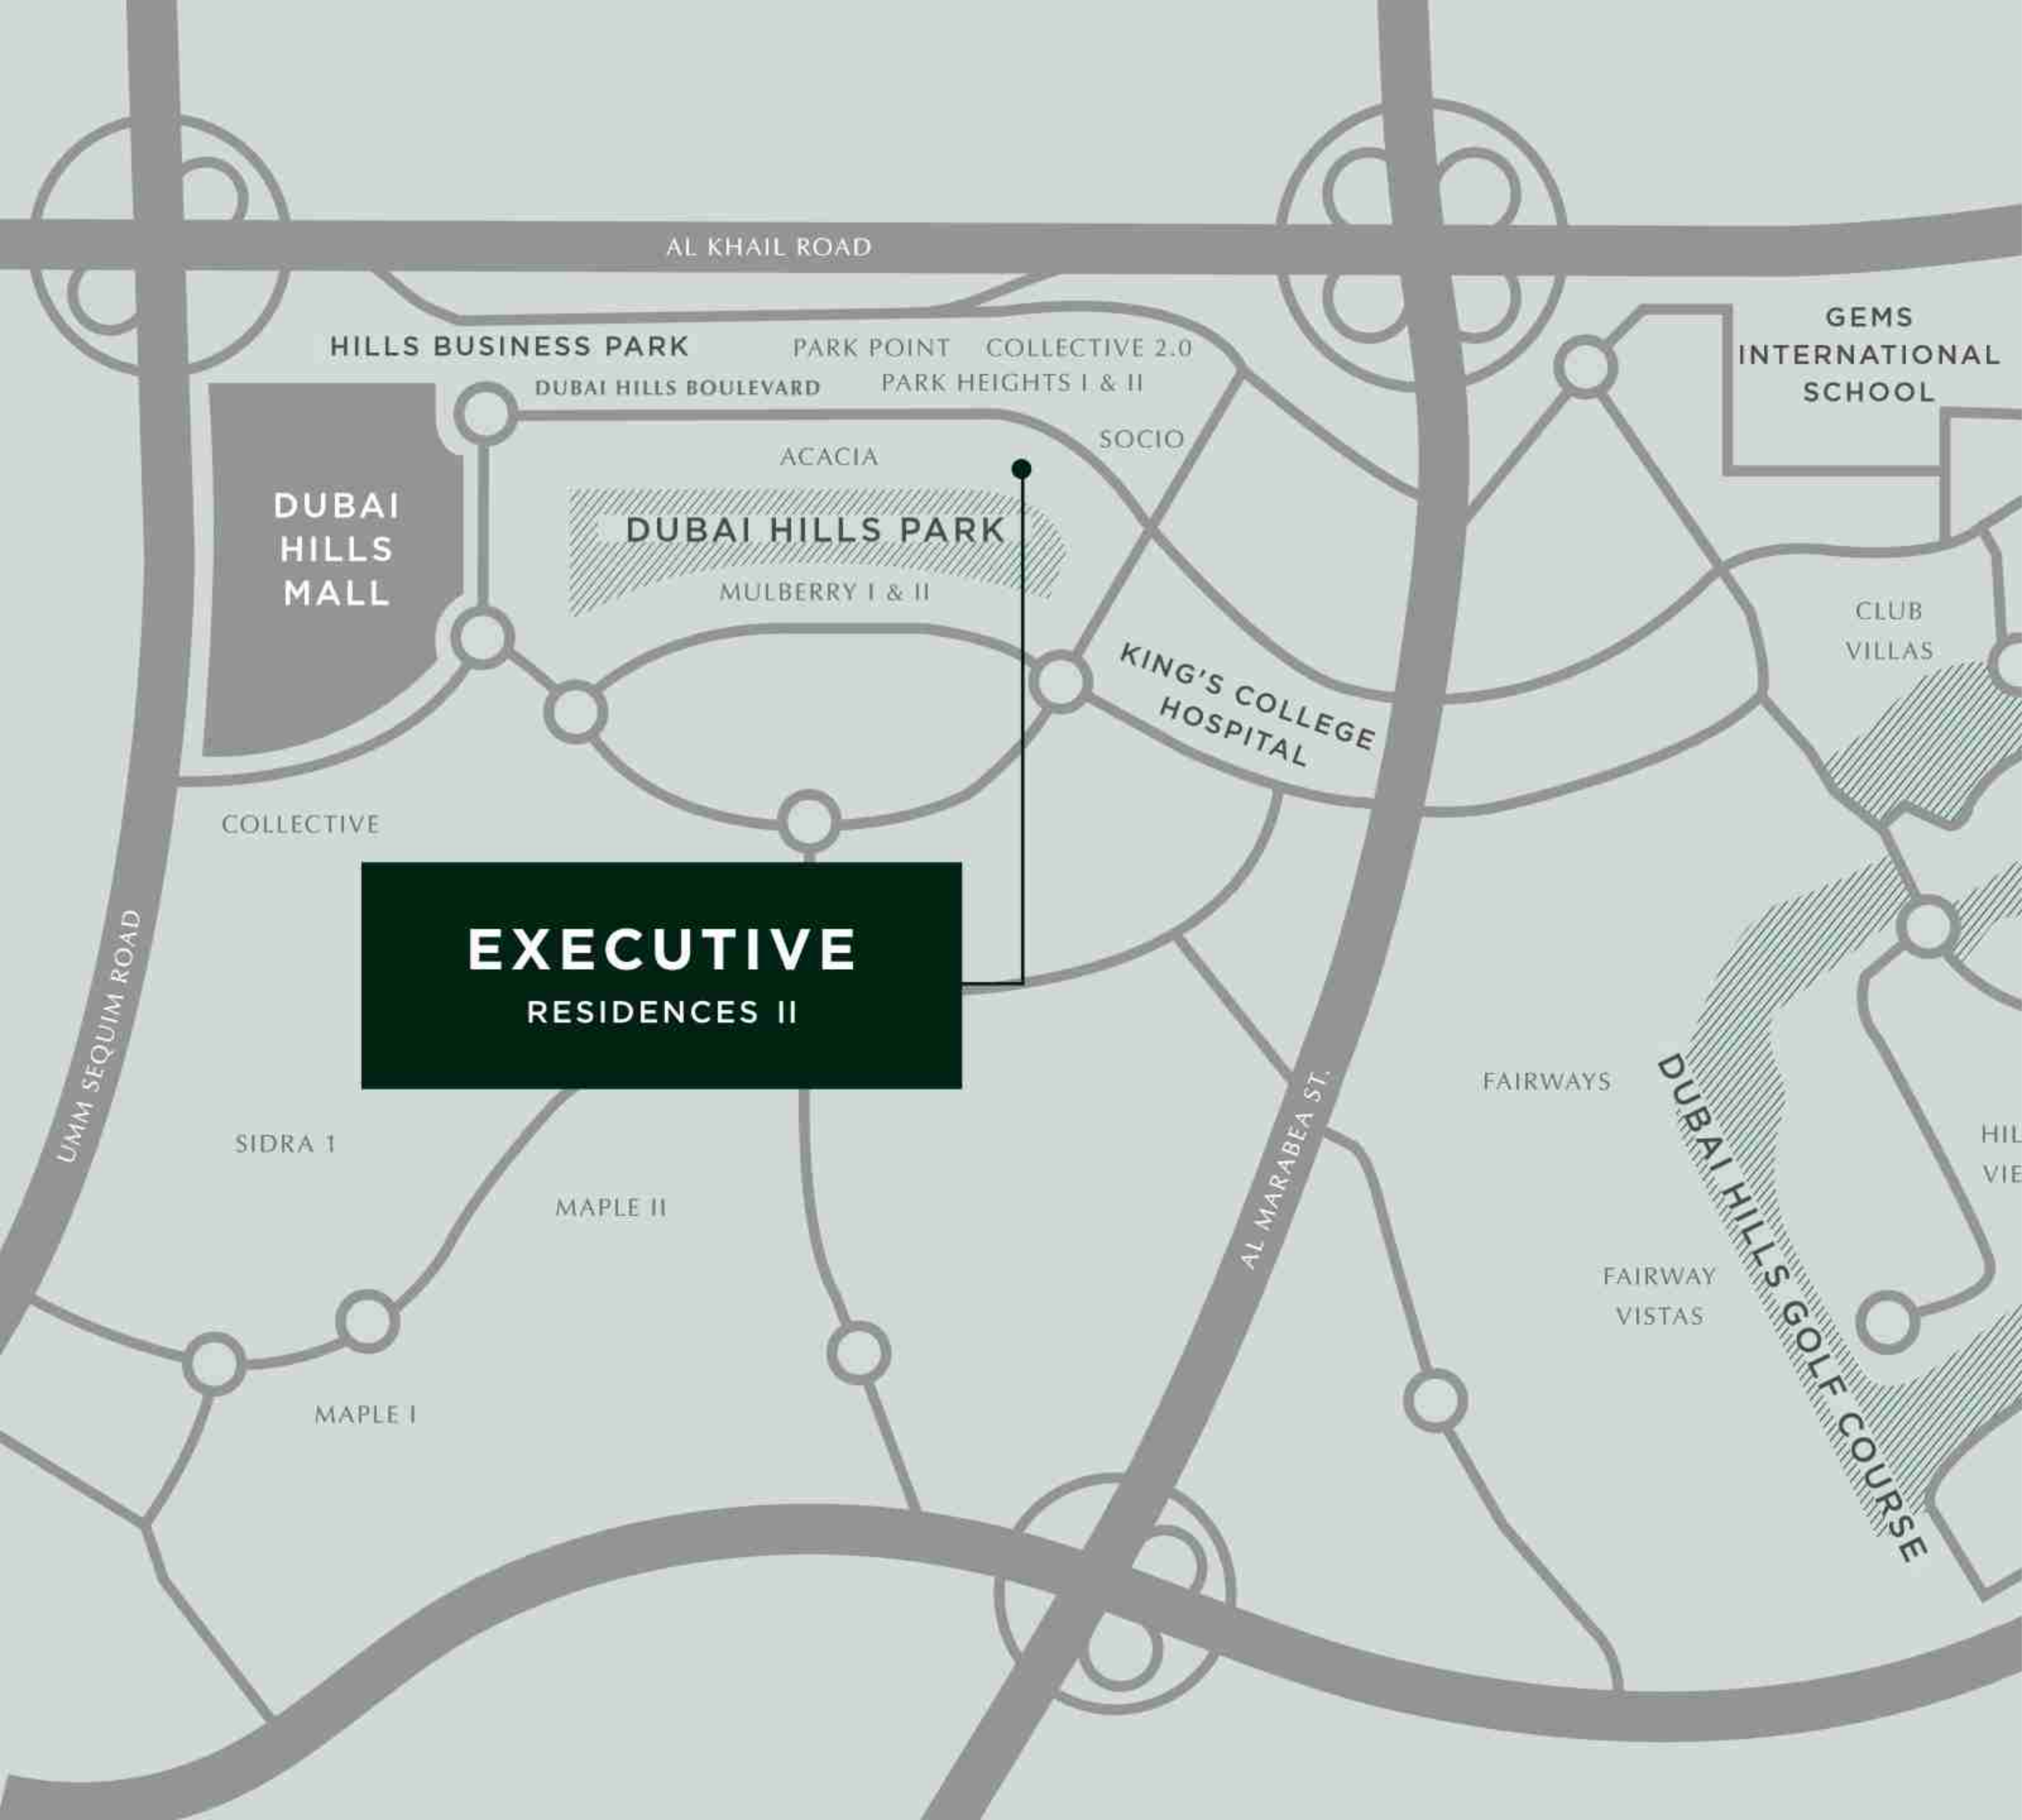 AL KHAIL ROAD
GEMS
INTERNATIONAL
SCHOOL
HILLS BUSINESS PARK
PARK POINT
COLLECTIVE 2.0
DUBAI HILLS BOULEVARD
PARK HEIGHTS I & II
SOCIO
ACACIA
DUBAI
HILLS
MALL
DUBAI HILLS PARK
MULBERRY I & II
CLUB
VILLAS
KING'S COLLEGE
HOSPITAL
COLLECTIVE
EXECUTIVE
RESIDENCES II
UMM SEQUIM ROAD
AL MARABEA ST.
FAIRWAYS
DUBAI HILLS GOLF COURSE
HIL
VIE
SIDRA 1
MAPLE II
FAIRWAY
VISTAS
MAPLE I